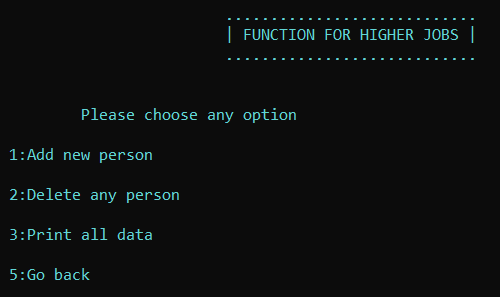 ............................
| FUNCTION FOR HIGHER JOBS |
............................
Please choose any option
1:Add new person
2:Delete any person
3:Print all data
5:Go back